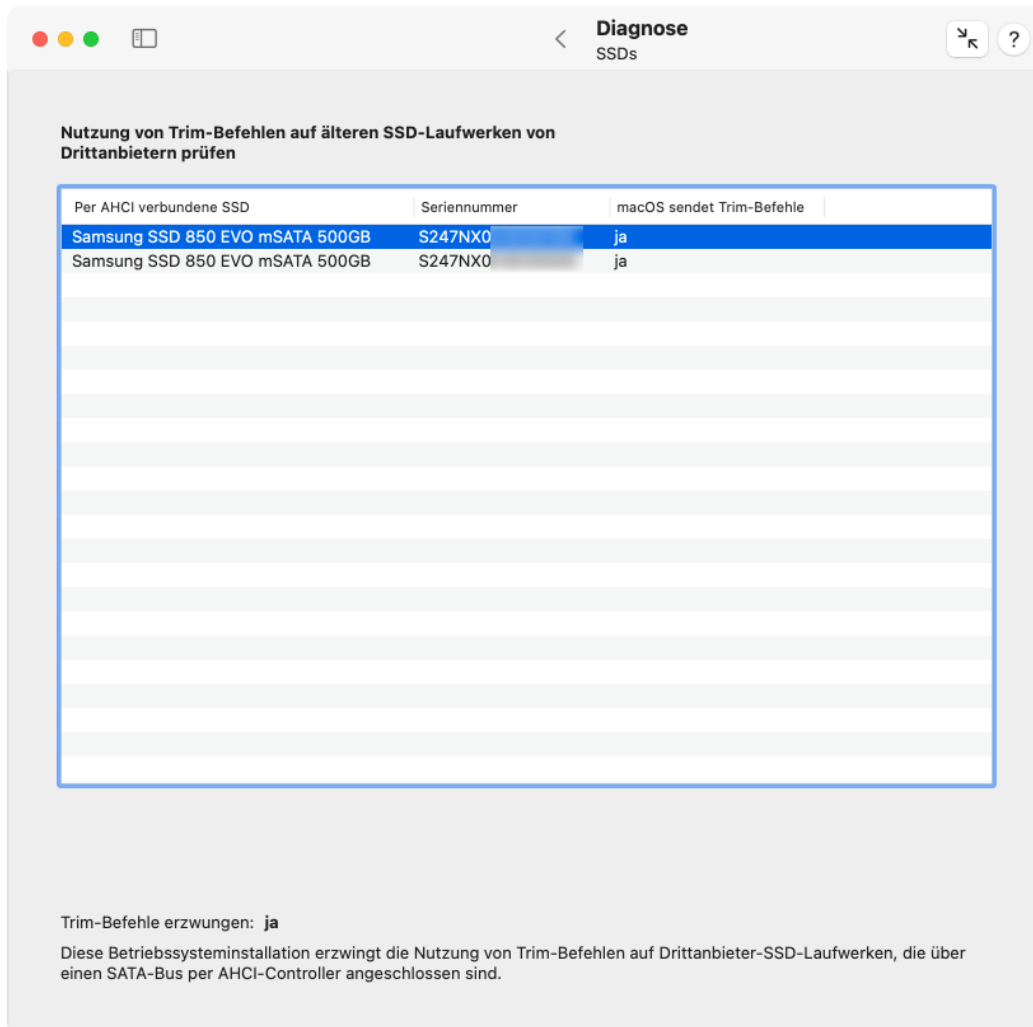 Diagnose
SSDs
?
Nutzung von Trim-Befehlen auf älteren SSD-Laufwerken von
Drittanbietern prüfen
Per AHCI verbundene SSD Seriennummer macOS sendet Trim-Befehle
Samsung SSD 850 EVO mSATA 500GB S247NX0 ja
Samsung SSD 850 EVO mSATA 500GB S247NX0 ja
Trim-Befehle erzwungen: ja
Diese Betriebssysteminstallation erzwingt die Nutzung von Trim-Befehlen auf Drittanbieter-SSD-Laufwerken, die über
einen SATA-Bus per AHCI-Controller angeschlossen sind.